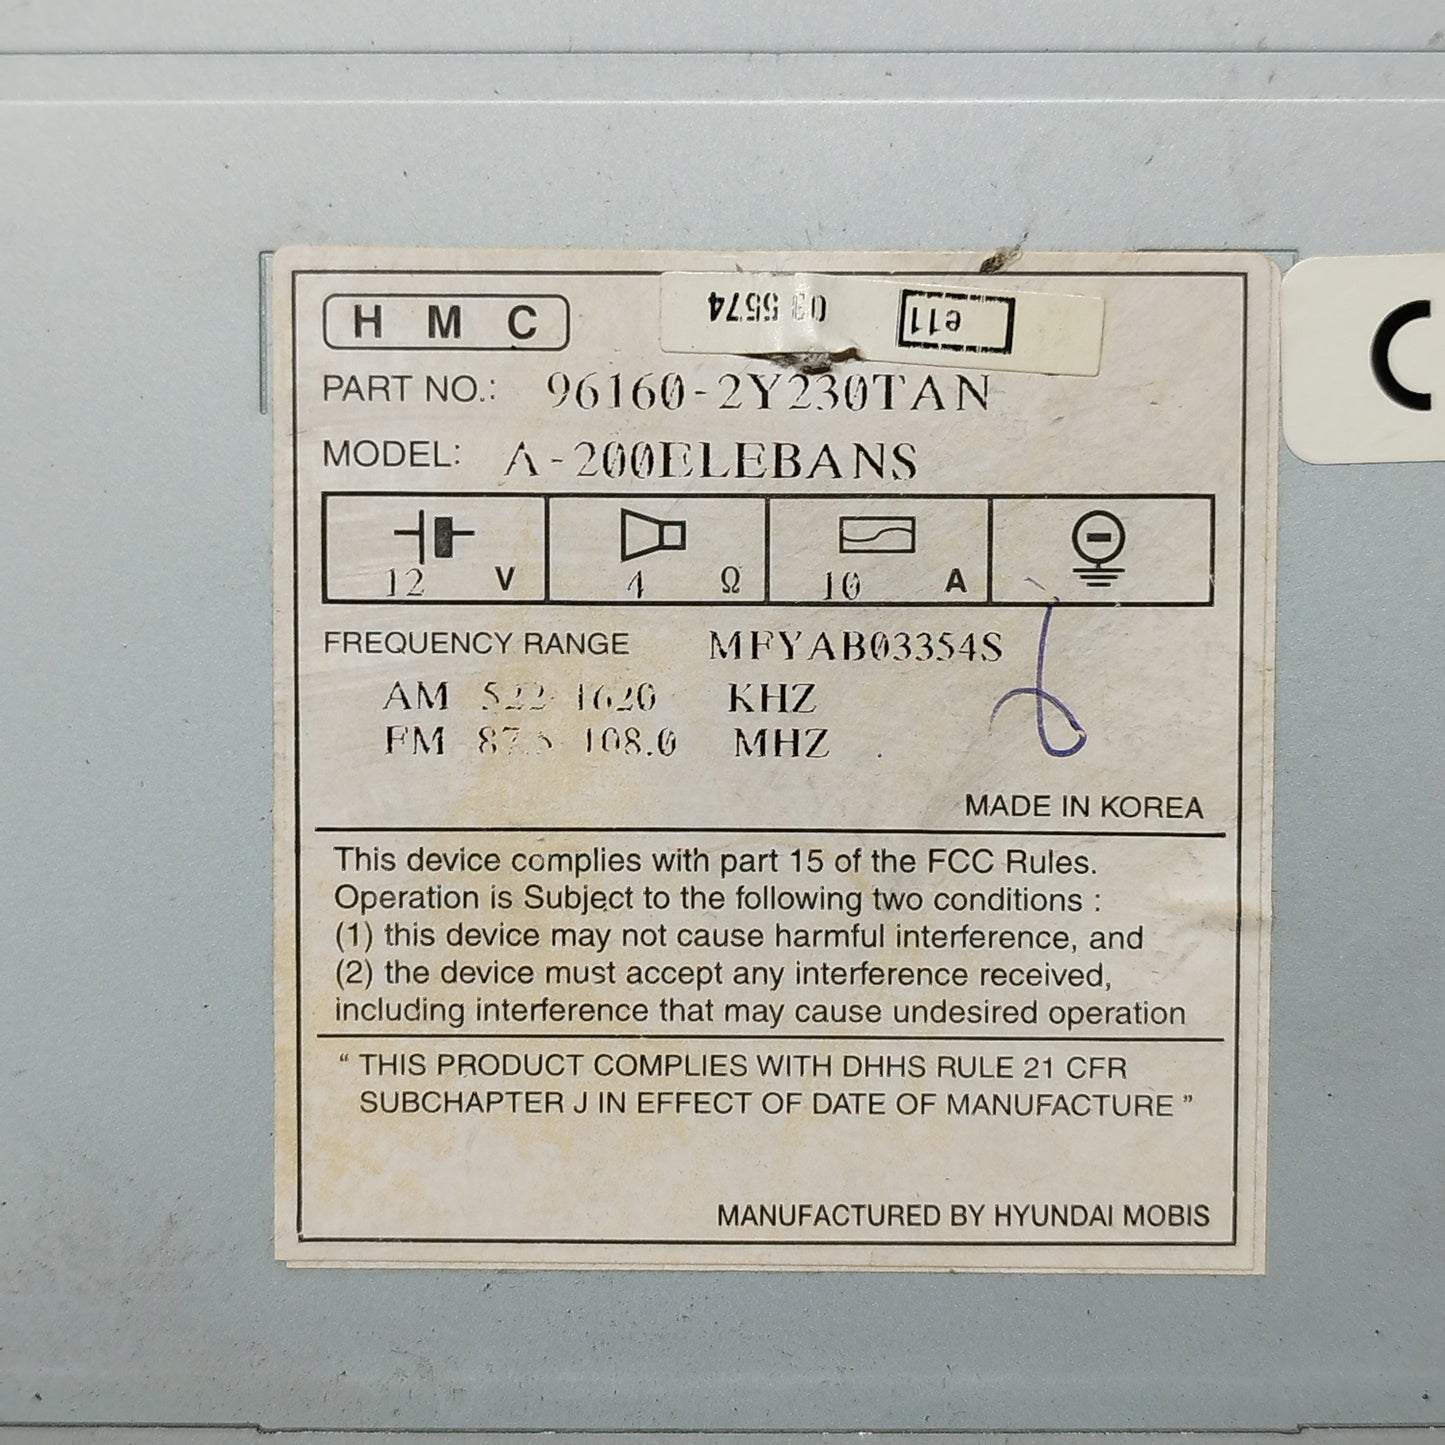 H M C
03 5574 e11
PART NO.: 96160-2Y230TAN
MODEL: A-200ELEBANS
12 V 4 Ω 10 A
FREQUENCY RANGE MFYAB03354S
AM 522 1620 KHZ
FM 87.5 108.0 MHZ
MADE IN KOREA
This device complies with part 15 of the FCC Rules.
Operation is Subject to the following two conditions :
(1) this device may not cause harmful interference, and
(2) the device must accept any interference received,
including interference that may cause undesired operation
“ THIS PRODUCT COMPLIES WITH DHHS RULE 21 CFR
SUBCHAPTER J IN EFFECT OF DATE OF MANUFACTURE ”
MANUFACTURED BY HYUNDAI MOBIS